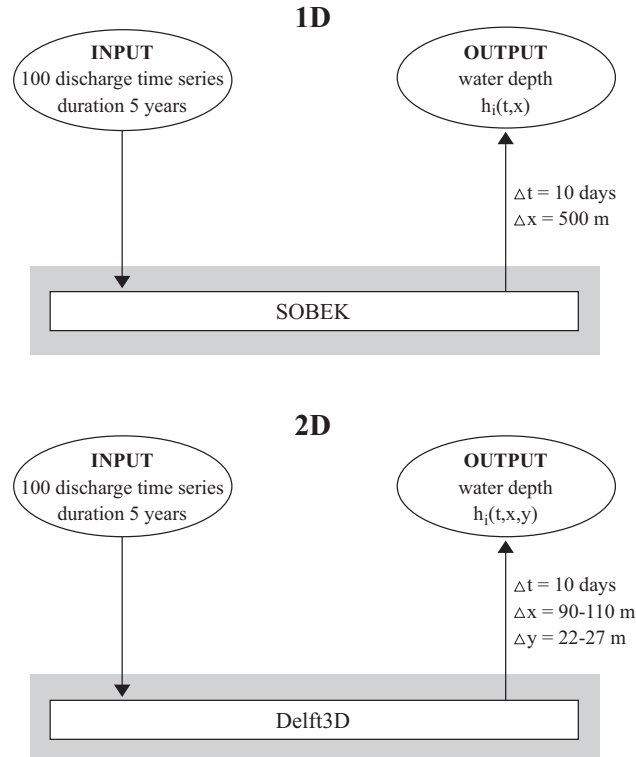 1D
INPUT
100 discharge time series
duration 5 years
OUTPUT
water depth
hᵢ(t,x)
△t = 10 days
△x = 500 m
SOBEK
2D
INPUT
100 discharge time series
duration 5 years
OUTPUT
water depth
hᵢ(t,x,y)
△t = 10 days
△x = 90-110 m
△y = 22-27 m
Delft3D